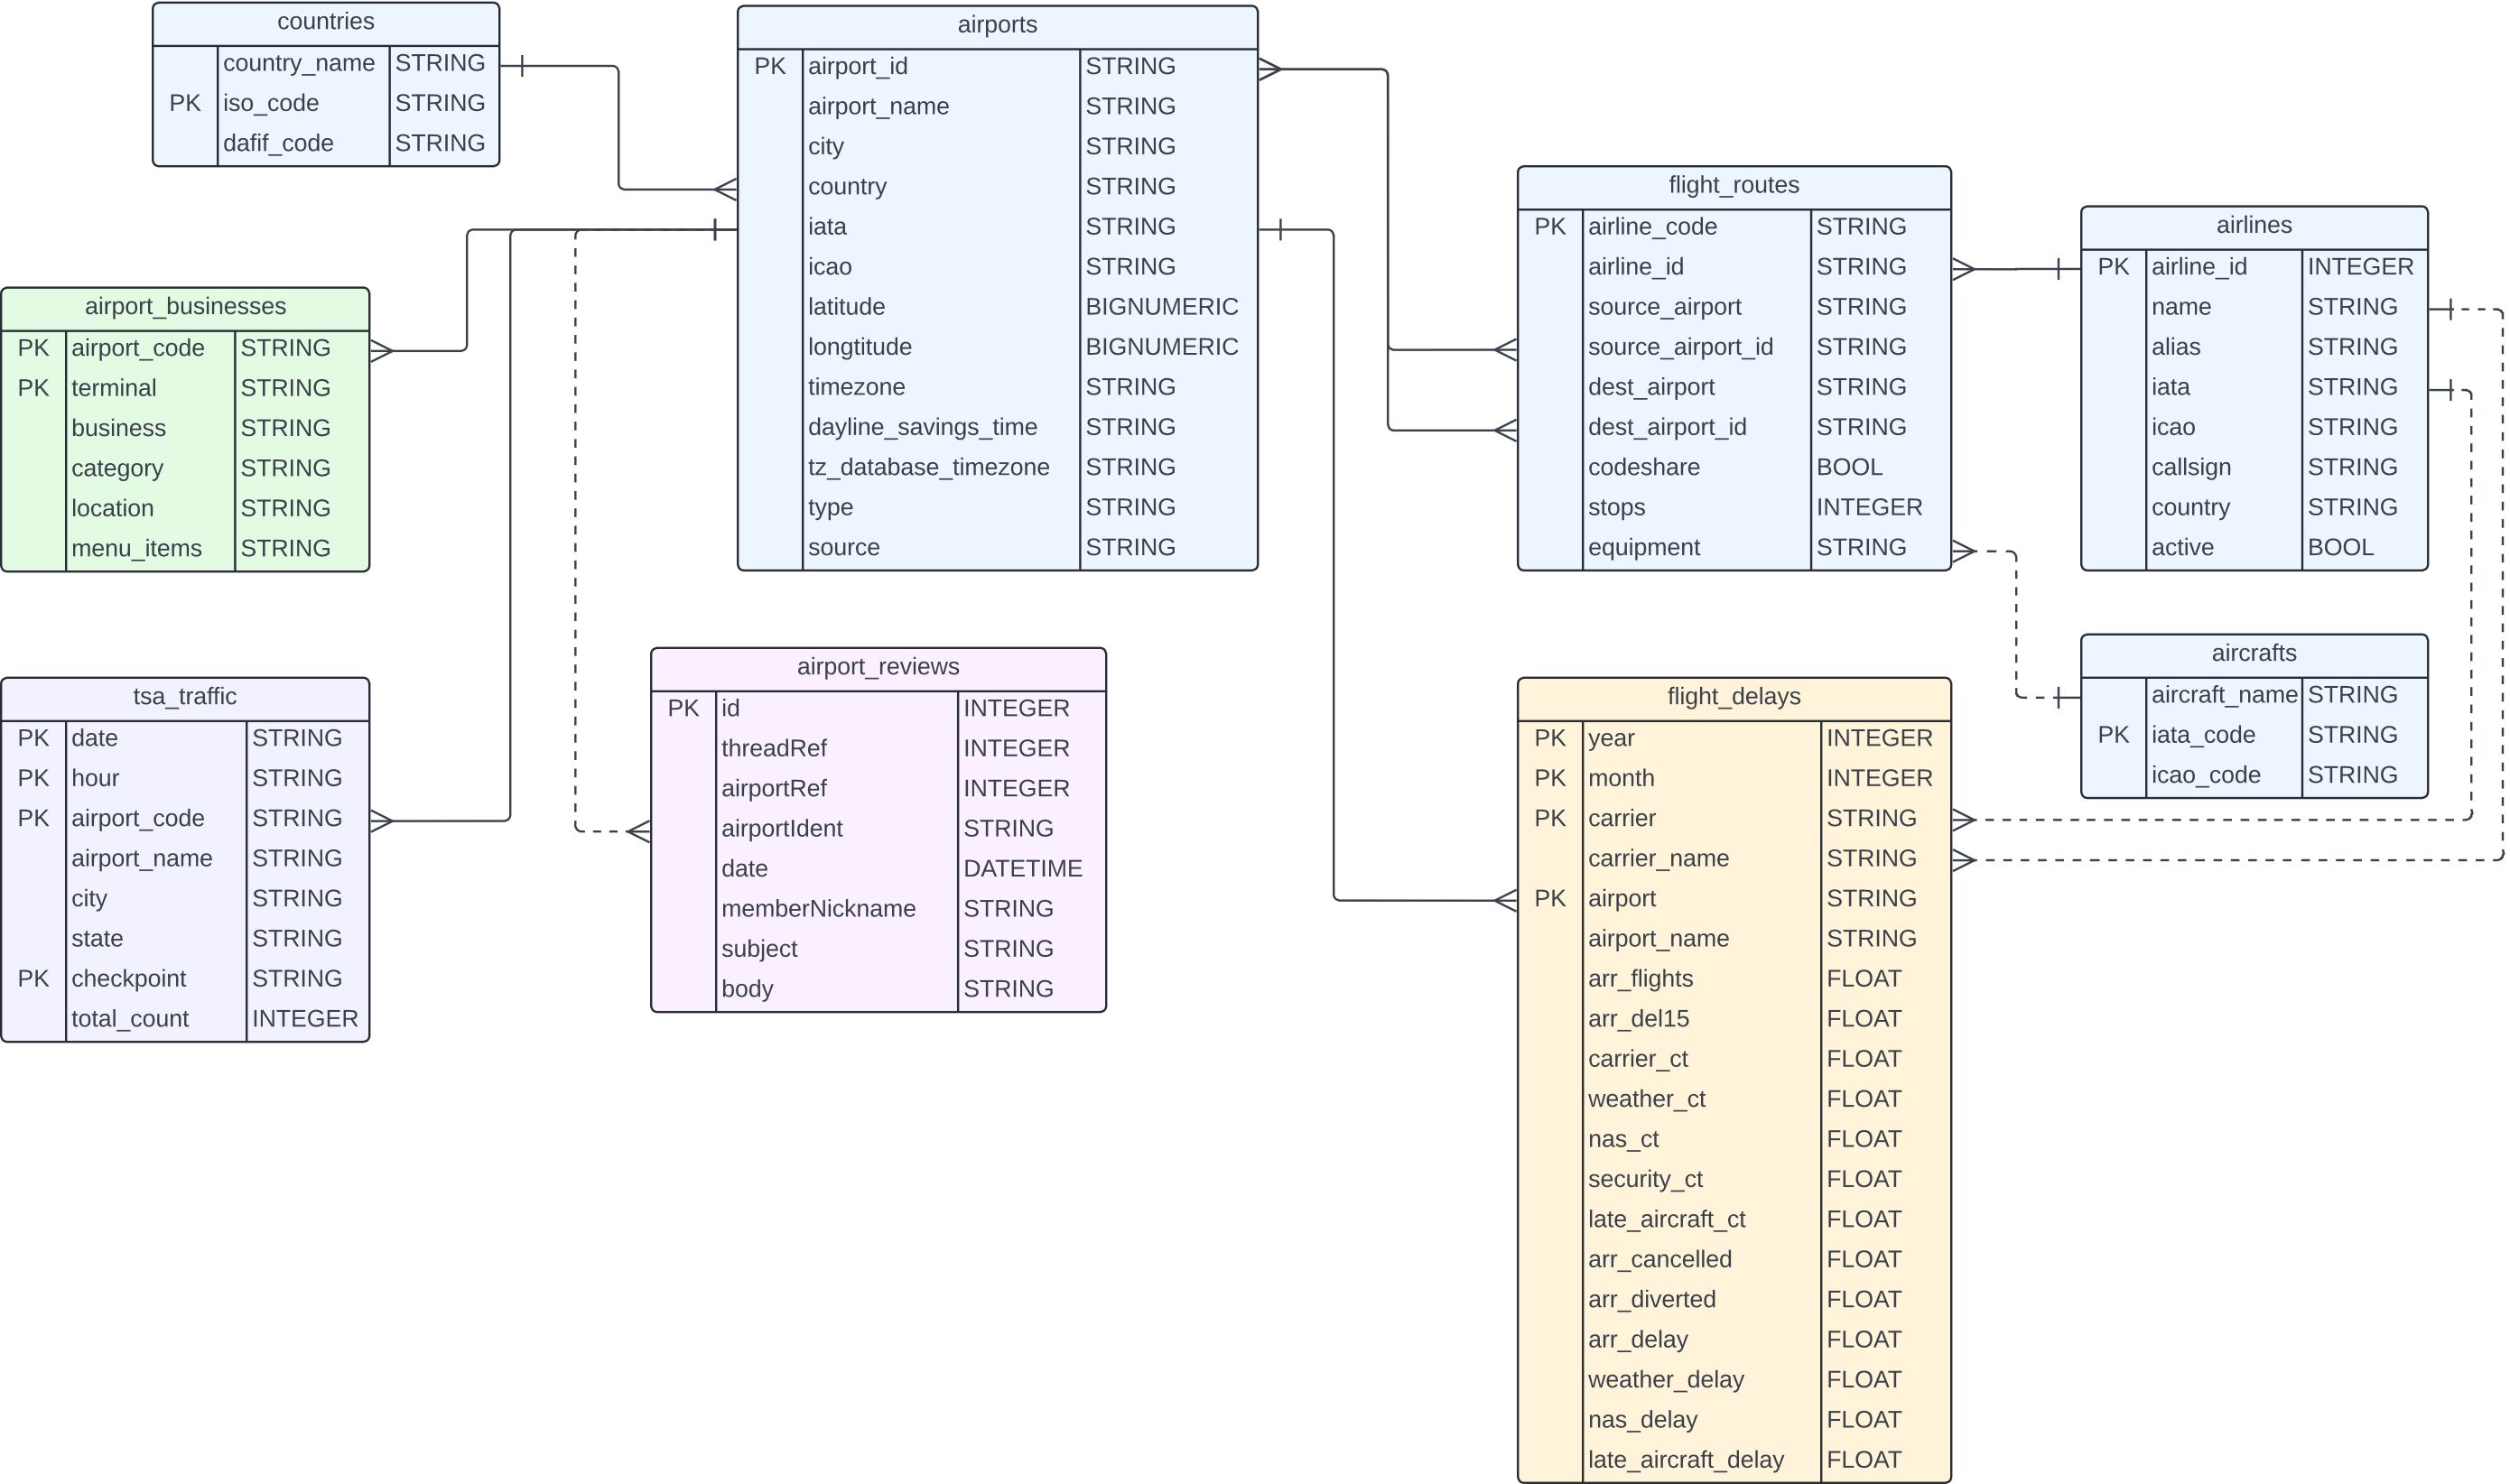 countries
country_name STRING
PK iso_code STRING
dafif_code STRING
airports
PK airport_id STRING
airport_name STRING
city STRING
country STRING
iata STRING
icao STRING
latitude BIGNUMERIC
longtitude BIGNUMERIC
timezone STRING
dayline_savings_time STRING
tz_database_timezone STRING
type STRING
source STRING
flight_routes
PK airline_code STRING
airline_id STRING
source_airport STRING
source_airport_id STRING
dest_airport STRING
dest_airport_id STRING
codeshare BOOL
stops INTEGER
equipment STRING
airlines
PK airline_id INTEGER
name STRING
alias STRING
iata STRING
icao STRING
callsign STRING
country STRING
active BOOL
airport_businesses
PK airport_code STRING
PK terminal STRING
business STRING
category STRING
location STRING
menu_items STRING
tsa_traffic
PK date STRING
PK hour STRING
PK airport_code STRING
airport_name STRING
city STRING
state STRING
PK checkpoint STRING
total_count INTEGER
airport_reviews
PK id INTEGER
threadRef INTEGER
airportRef INTEGER
airportIdent STRING
date DATETIME
memberNickname STRING
subject STRING
body STRING
flight_delays
PK year INTEGER
PK month INTEGER
PK carrier STRING
carrier_name STRING
PK airport STRING
airport_name STRING
arr_flights FLOAT
arr_del15 FLOAT
carrier_ct FLOAT
weather_ct FLOAT
nas_ct FLOAT
security_ct FLOAT
late_aircraft_ct FLOAT
arr_cancelled FLOAT
arr_diverted FLOAT
arr_delay FLOAT
weather_delay FLOAT
nas_delay FLOAT
late_aircraft_delay FLOAT
aircrafts
aircraft_name STRING
PK iata_code STRING
icao_code STRING